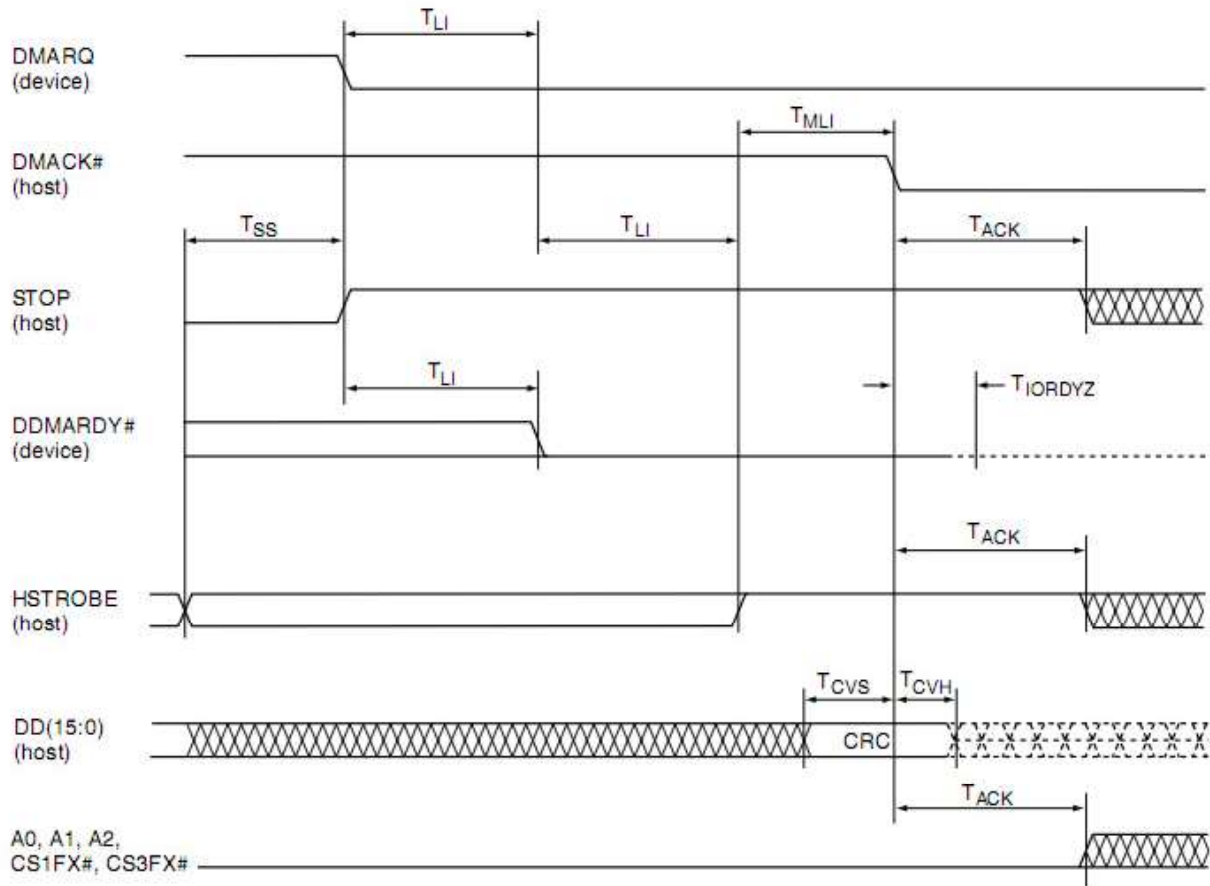 T_LI
DMARQ
(device)
T_MLI
DMACK#
(host)
T_SS
T_LI
T_ACK
STOP
(host)
T_LI
T_IORDYZ
DDMARDY#
(device)
T_ACK
HSTROBE
(host)
T_CVS
T_CVH
DD(15:0)
(host)
CRC
T_ACK
A0, A1, A2,
CS1FX#, CS3FX#